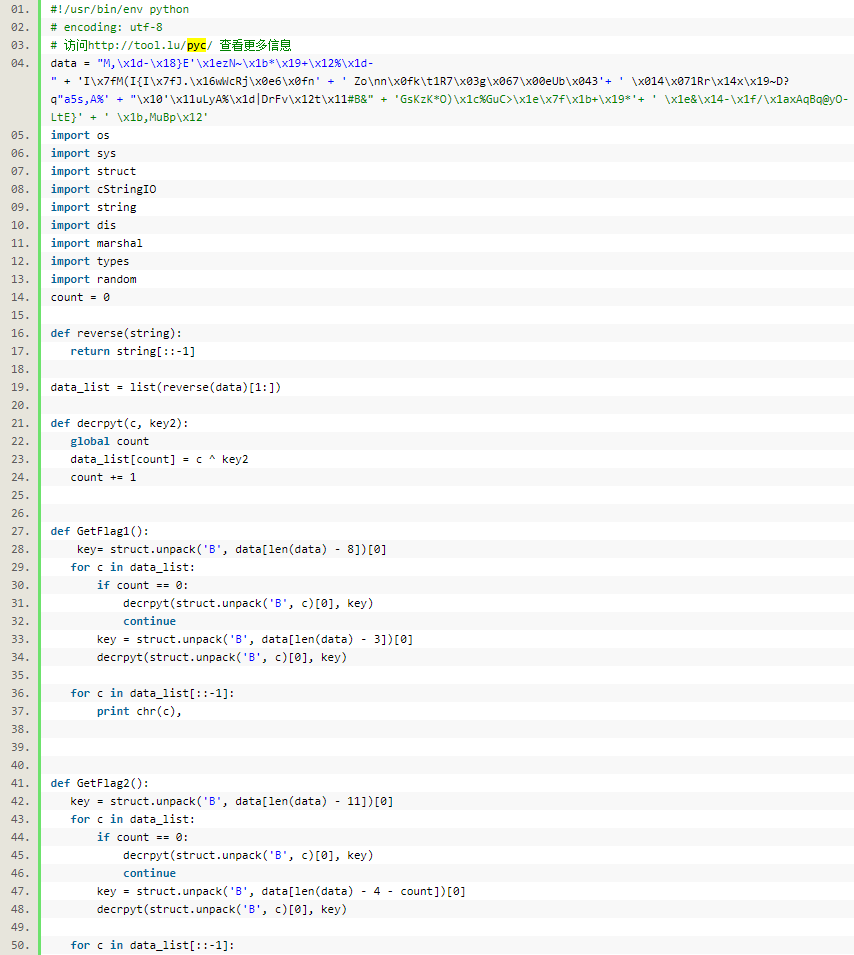 01. #!/usr/bin/env python
02. # encoding: utf-8
03. # 访问http://tool.lu/pyc/ 查看更多信息
04. data = "M,\x1d-\x18}E'\x1ezN~\x1b*\x19+\x12%\x1d-
" + 'I\x7fM(I{I\x7fJ.\x16wWcRj\x0e6\x0fn' + ' Zo\nn\x0fk\t1R7\x03g\x067\x00eUb\x043'+ ' \x014\x071Rr\x14x\x19~D?
q"a5s,A%' + "\x10'\x11uLyA%\x1d|DrFv\x12t\x11#B&" + 'GsKzK*O)\x1c%GuC>\x1e\x7f\x1b+\x19*'+ ' \x1e&\x14-\x1f/\x1axAqBq@yO-
LtE}' + ' \x1b,MuBp\x12'
05. import os
06. import sys
07. import struct
08. import cStringIO
09. import string
10. import dis
11. import marshal
12. import types
13. import random
14. count = 0
15.
16. def reverse(string):
17. return string[::-1]
18.
19. data_list = list(reverse(data)[1:])
20.
21. def decrpyt(c, key2):
22. global count
23. data_list[count] = c ^ key2
24. count += 1
25.
26.
27. def GetFlag1():
28. key= struct.unpack('B', data[len(data) - 8])[0]
29. for c in data_list:
30. if count == 0:
31. decrpyt(struct.unpack('B', c)[0], key)
32. continue
33. key = struct.unpack('B', data[len(data) - 3])[0]
34. decrpyt(struct.unpack('B', c)[0], key)
35.
36. for c in data_list[::-1]:
37. print chr(c),
38.
39.
40.
41. def GetFlag2():
42. key = struct.unpack('B', data[len(data) - 11])[0]
43. for c in data_list:
44. if count == 0:
45. decrpyt(struct.unpack('B', c)[0], key)
46. continue
47. key = struct.unpack('B', data[len(data) - 4 - count])[0]
48. decrpyt(struct.unpack('B', c)[0], key)
49.
50. for c in data_list[::-1]: